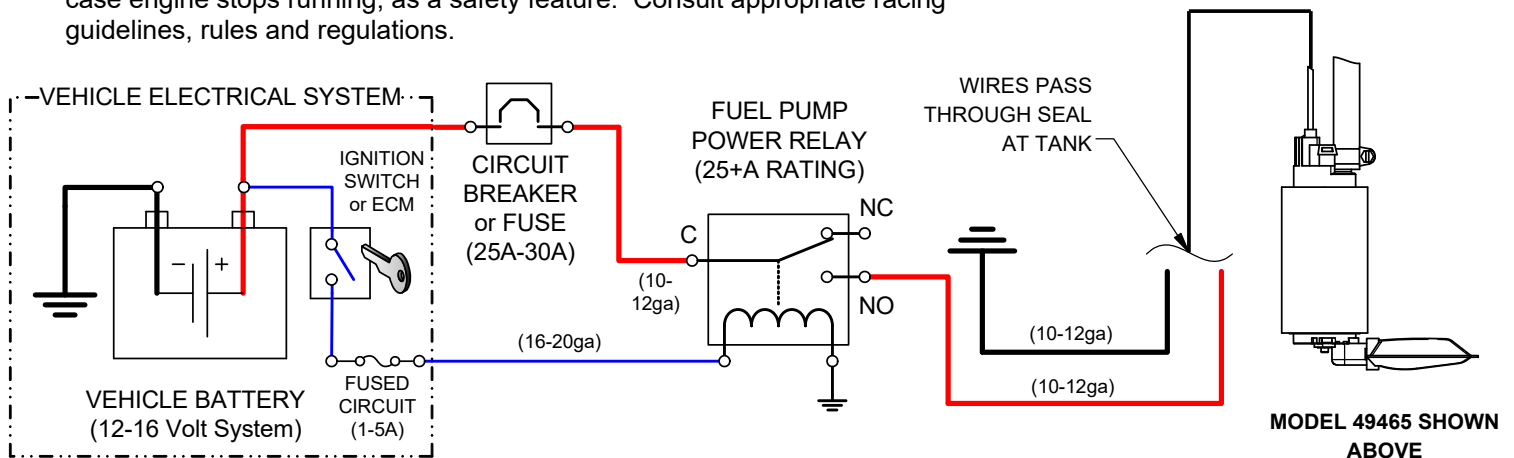 case engine stops running, as a safety feature. Consult appropriate racing
guidelines, rules and regulations.
VEHICLE ELECTRICAL SYSTEM
IGNITION
SWITCH
or ECM
CIRCUIT
BREAKER
or FUSE
(25A-30A)
FUEL PUMP
POWER RELAY
(25+A RATING)
WIRES PASS
THROUGH SEAL
AT TANK
C
NC
NO
(10-
12ga)
(16-20ga)
(10-12ga)
(10-12ga)
- +
FUSED
CIRCUIT
(1-5A)
VEHICLE BATTERY
(12-16 Volt System)
MODEL 49465 SHOWN
ABOVE